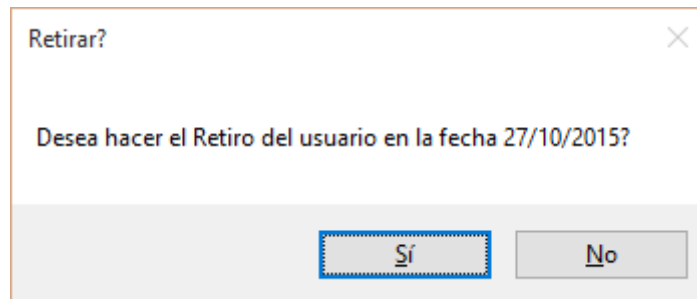 Retirar?
Desea hacer el Retiro del usuario en la fecha 27/10/2015?
Sí
No